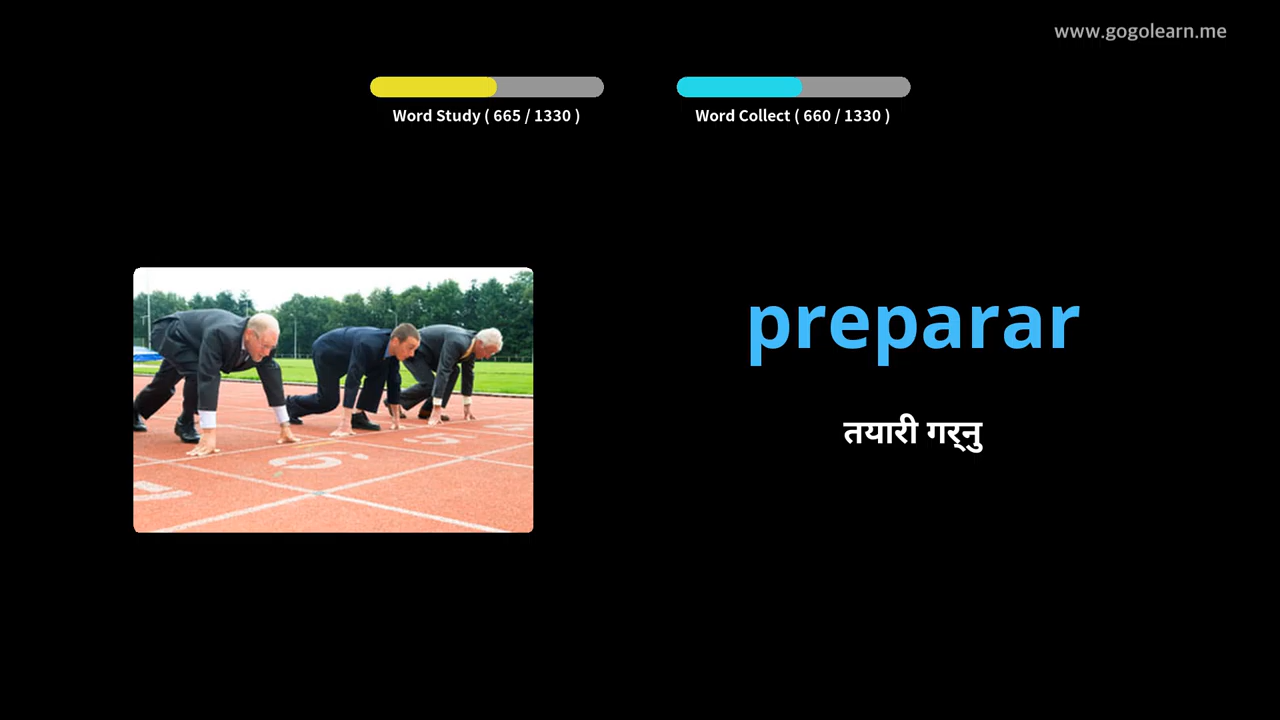 www.gogolearn.me
Word Study ( 665 / 1330 )
Word Collect ( 660 / 1330 )
preparar
तयारी गर्नु